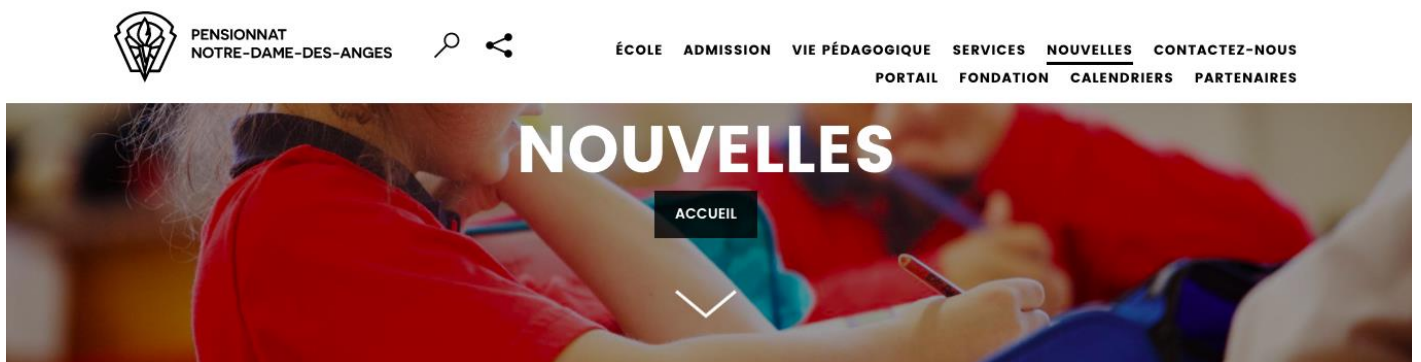 PENSIONNAT
NOTRE-DAME-DES-ANGES
ÉCOLE ADMISSION VIE PÉDAGOGIQUE SERVICES NOUVELLES CONTACTEZ-NOUS
PORTAIL FONDATION CALENDRIERS PARTENAIRES
NOUVELLES
ACCUEIL